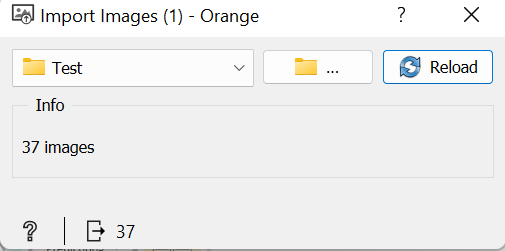 Import Images (1) - Orange
?
Test
...
Reload
Info
37 images
?
37